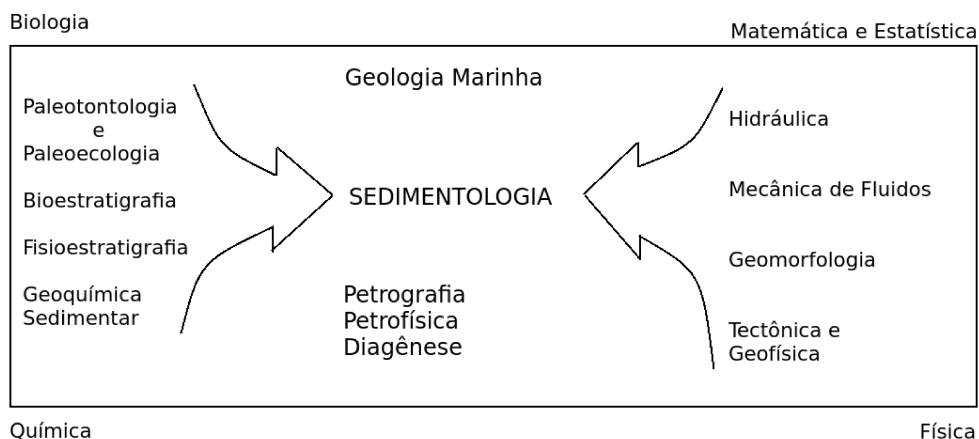 Biologia
Matemática e Estatística
Geologia Marinha
Paleotontologia
e
Paleoecologia
Bioestratigrafia
Fisioestratigrafia
Geoquímica
Sedimentar
SEDIMENTOLOGIA
Petrografia
Petrofísica
Diagênese
Hidráulica
Mecânica de Fluidos
Geomorfologia
Tectônica e
Geofísica
Química
Física